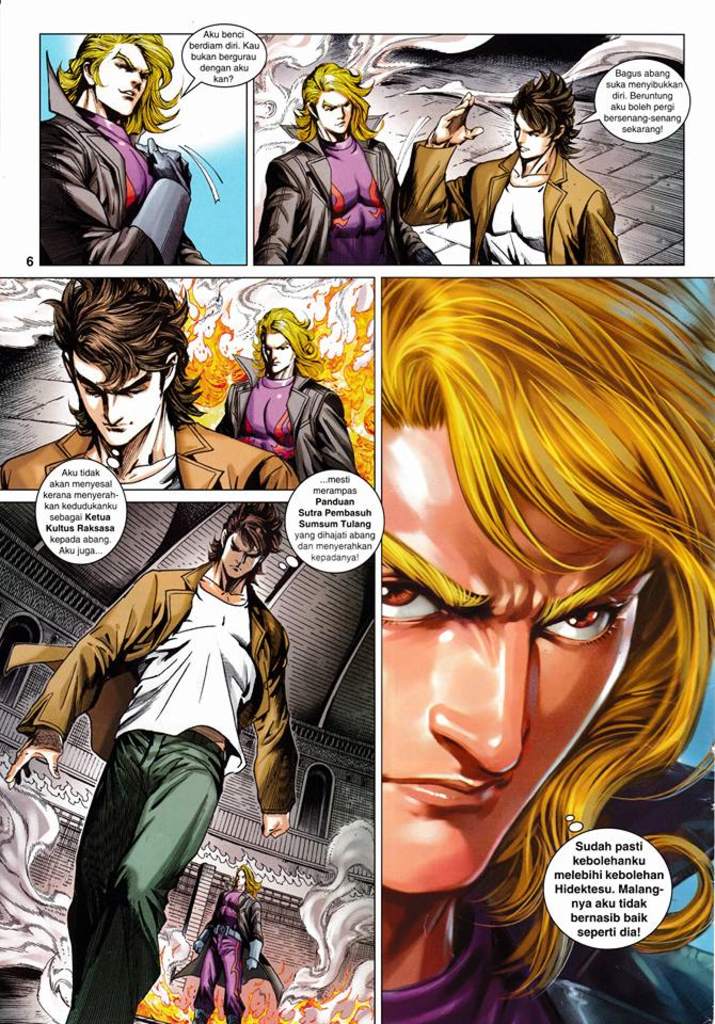 Aku benci
berdiam diri. Kau
bukan bergurau
dengan aku
kan?
Bagus abang
suka menyibukkan
diri. Beruntung
aku boleh pergi
bersenang-senang
sekarang!
6
Aku tidak
akan menyesal
kerana menyerah-
kan kedudukanku
sebagai Ketua
Kultus Raksasa
kepada abang.
Aku juga...
...mesti
merampas
Panduan
Sutra Pembasuh
Sumsum Tulang
yang dihajati abang
dan menyerahkan
kepadanya!
Sudah pasti
kebolehanku
melebihi kebolehan
Hidektesu. Malang-
nya aku tidak
bernasib baik
seperti dia!